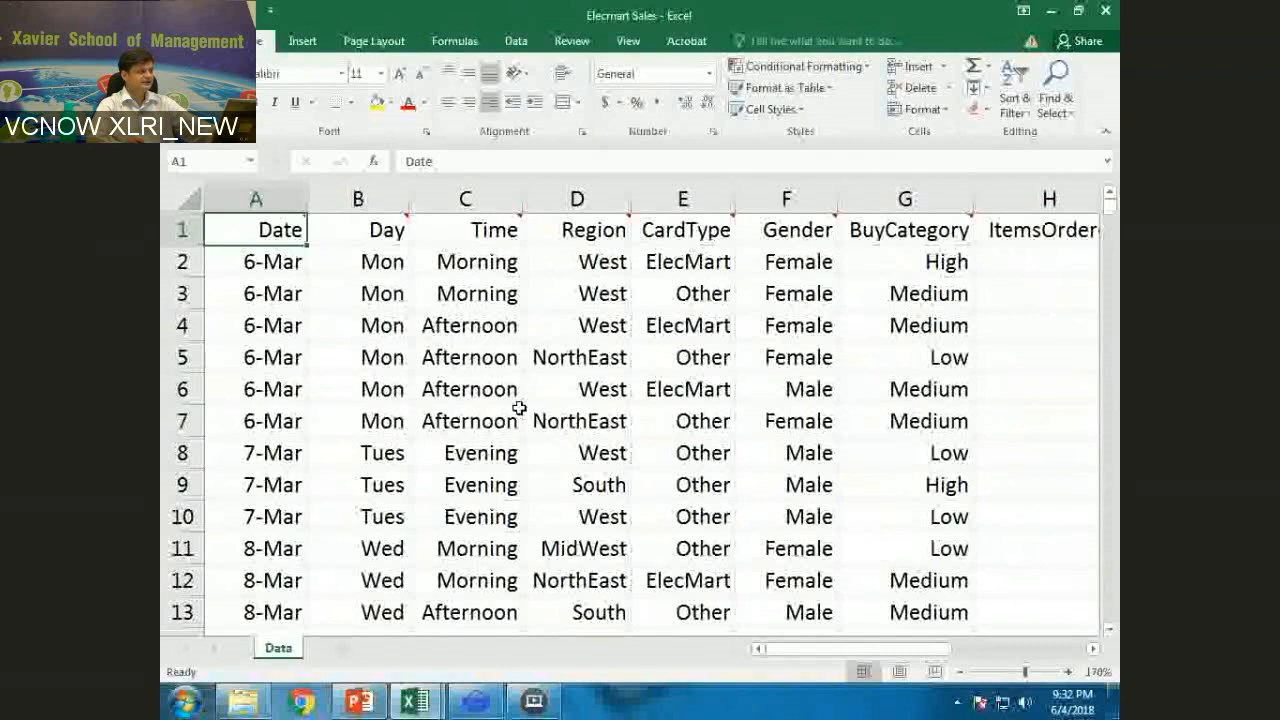 Elecmart Sales - Excel
Xavier School of Management
VCNOW XLRI_NEW
Insert Page Layout Formulas Data Review View Acrobat Tell me what you want to do... Share
11 General Conditional Formatting Insert
Format as Table Delete
I U A $ % Cell Styles Format Sort & Filter Find & Select
Font Alignment Number Styles Cells Editing
A1 fx Date
A B C D E F G H
1 Date Day Time Region CardType Gender BuyCategory ItemsOrder
2 6-Mar Mon Morning West ElecMart Female High
3 6-Mar Mon Morning West Other Female Medium
4 6-Mar Mon Afternoon West ElecMart Female Medium
5 6-Mar Mon Afternoon NorthEast Other Female Low
6 6-Mar Mon Afternoon West ElecMart Male Medium
7 6-Mar Mon Afternoon NorthEast Other Female Medium
8 7-Mar Tues Evening West Other Male Low
9 7-Mar Tues Evening South Other Male High
10 7-Mar Tues Evening West Other Male Low
11 8-Mar Wed Morning MidWest Other Female Low
12 8-Mar Wed Morning NorthEast ElecMart Female Medium
13 8-Mar Wed Afternoon South Other Male Medium
Data
Ready 170%
9:32 PM
6/4/2018